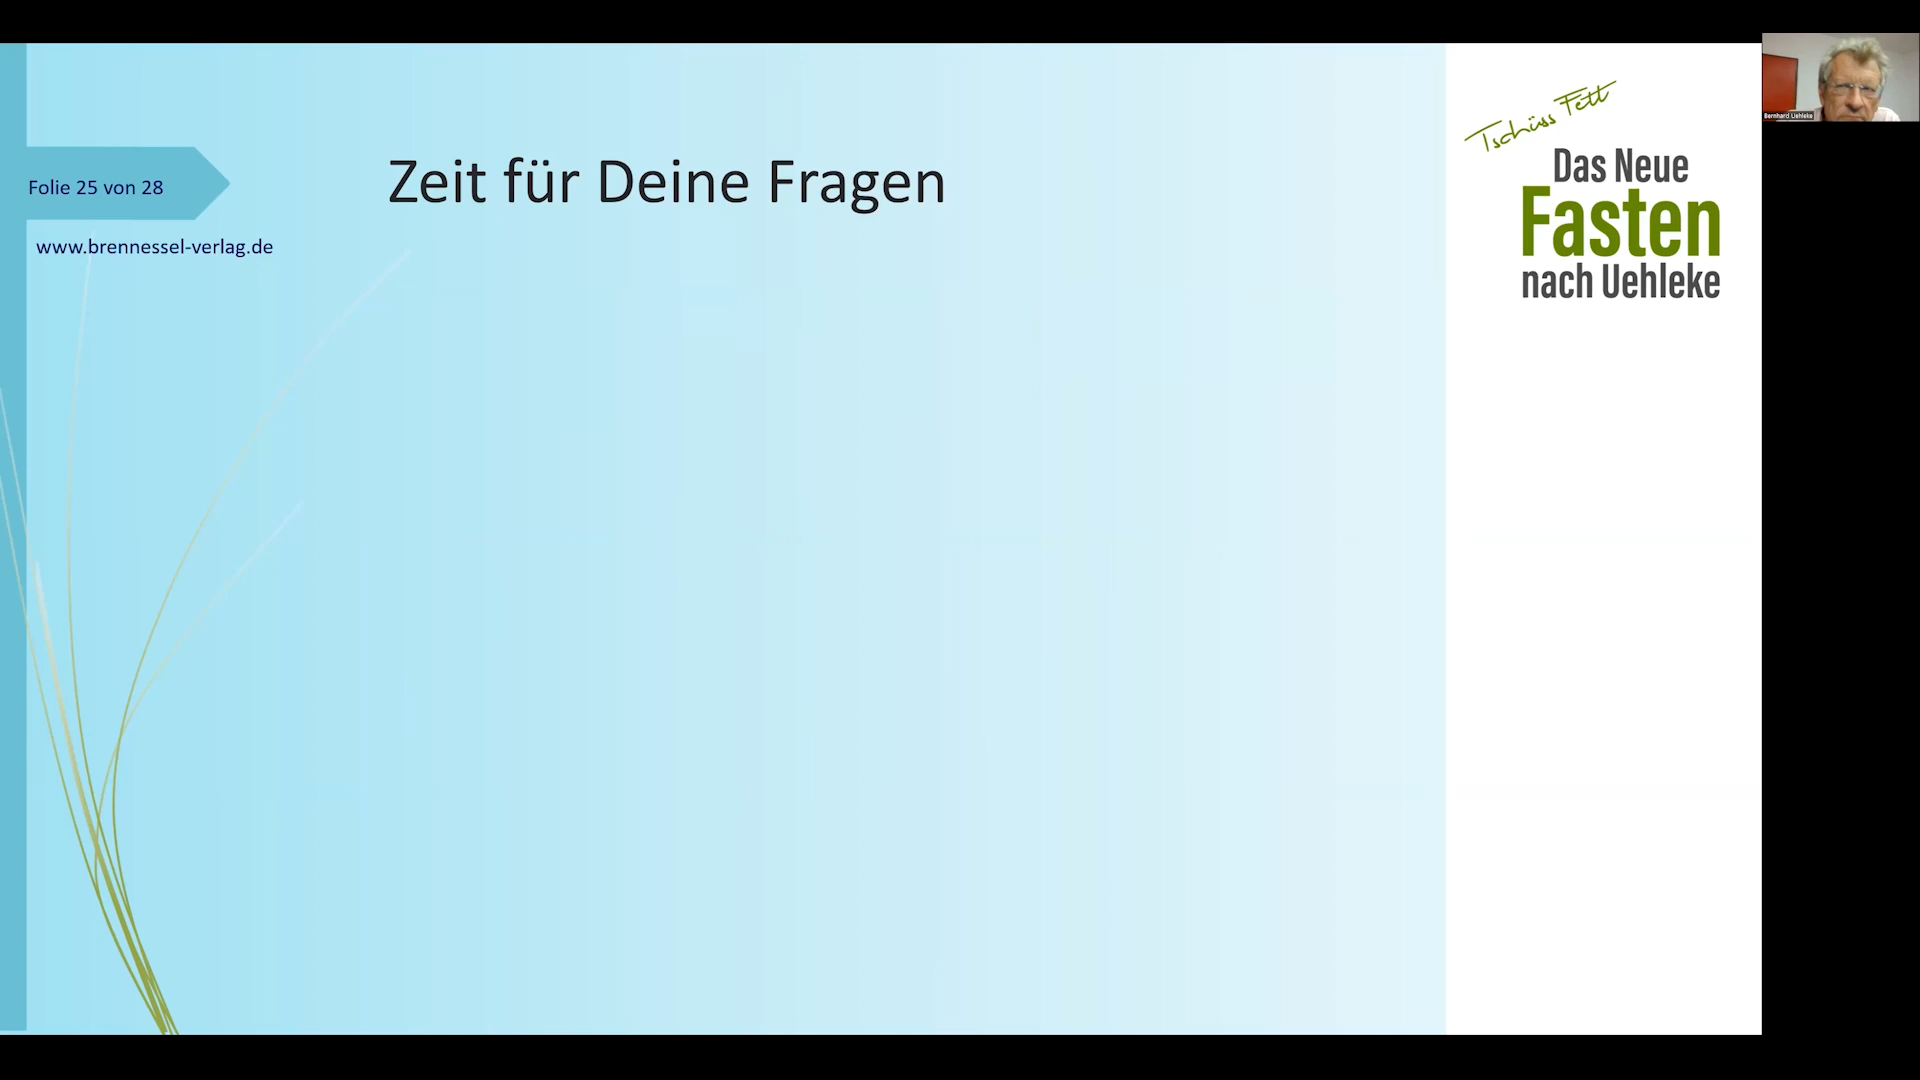 Folie 25 von 28
www.brennessel-verlag.de
Zeit für Deine Fragen
Tschüss Fett
Das Neue
Fasten
nach Uehleke
Bernhard Uehleke